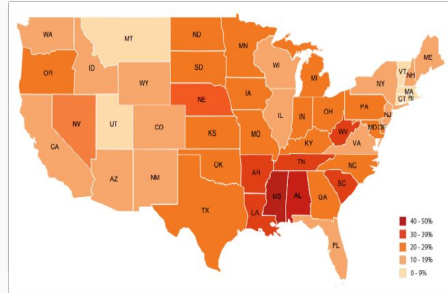 WA
MT
ND
MN
ME
OR
ID
SD
WI
MI
VT
NH
NY
MA
CT RI
WY
NE
IA
PA
NJ
NV
UT
CO
IL
IN
OH
MD DE
WV
VA
CA
KS
MO
KY
NC
AZ
NM
OK
AH
TN
SC
MS
AL
GA
TX
LA
FL
40 - 50%
30 - 39%
20 - 29%
10 - 19%
0 - 9%